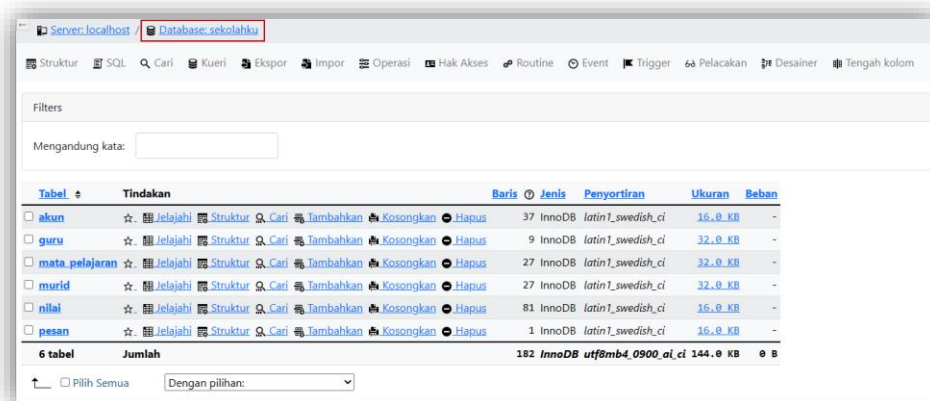 Server: localhost / Database: sekolahku
Struktur SQL Cari Kueri Ekspor Impor Operasi Hak Akses Routine Event Trigger Pelacakan Desainer Tengah kolom
Filters
Mengandung kata:
Tabel Tindakan Baris Jenis Penyortiran Ukuran Beban
akun Jelajahi Struktur Cari Tambahkan Kosongkan Hapus 37 InnoDB latin1_swedish_ci 16.0 KB -
guru Jelajahi Struktur Cari Tambahkan Kosongkan Hapus 9 InnoDB latin1_swedish_ci 32.0 KB -
mata_pelajaran Jelajahi Struktur Cari Tambahkan Kosongkan Hapus 27 InnoDB latin1_swedish_ci 32.0 KB -
murid Jelajahi Struktur Cari Tambahkan Kosongkan Hapus 27 InnoDB latin1_swedish_ci 32.0 KB -
nilai Jelajahi Struktur Cari Tambahkan Kosongkan Hapus 81 InnoDB latin1_swedish_ci 16.0 KB -
pesan Jelajahi Struktur Cari Tambahkan Kosongkan Hapus 1 InnoDB latin1_swedish_ci 16.0 KB -
6 tabel Jumlah 182 InnoDB utf8mb4_0900_ai_ci 144.0 KB 0 B
Pilih Semua Dengan pilihan: